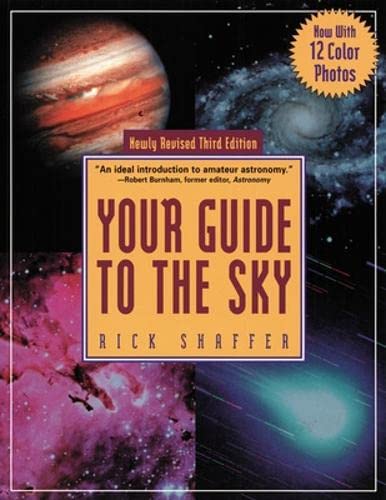 Now With
12 Color
Photos
Newly Revised Third Edition
"An ideal introduction to amateur astronomy."
—Robert Burnham, former editor, Astronomy
YOUR GUIDE
TO THE SKY
RICK SHAFFER